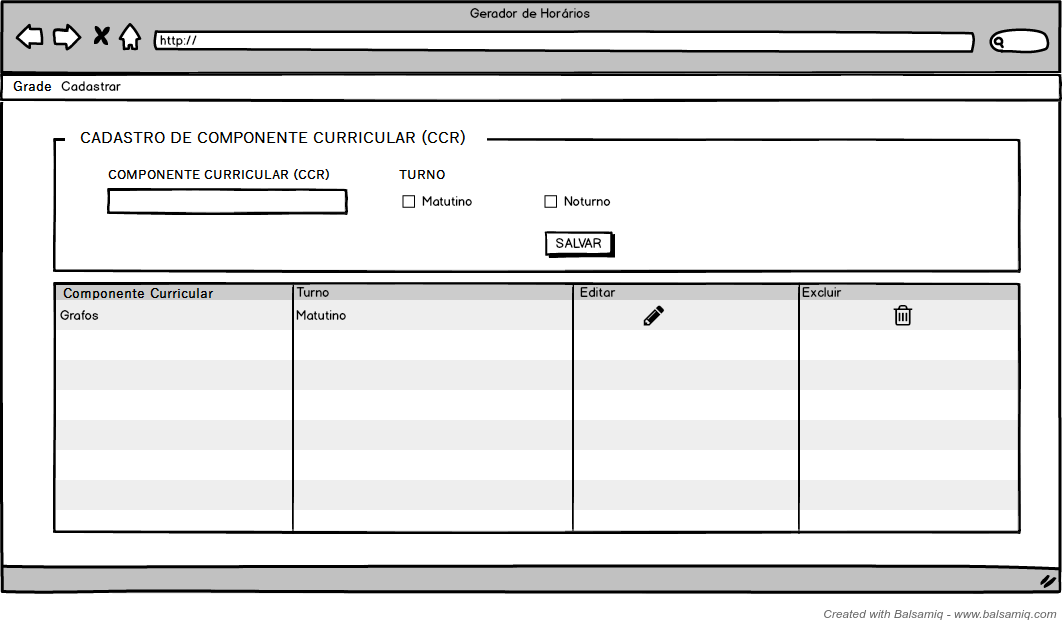 Gerador de Horários
http://
Grade Cadastrar
CADASTRO DE COMPONENTE CURRICULAR (CCR)
COMPONENTE CURRICULAR (CCR) TURNO
Matutino Noturno
SALVAR
Componente Curricular Turno Editar Excluir
Grafos Matutino
Created with Balsamiq - www.balsamiq.com